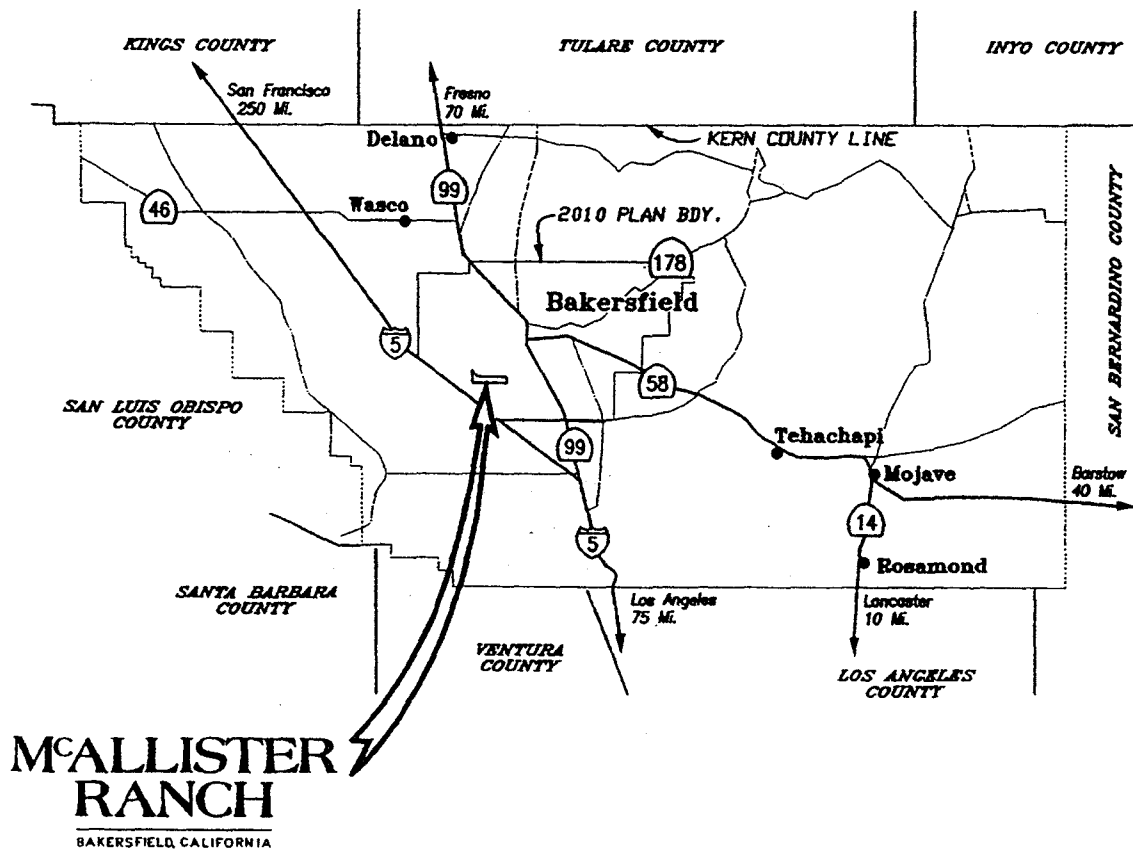 KINGS COUNTY
TULARE COUNTY
INYO COUNTY
San Francisco
250 Mi.
Fresno
70 Mi.
Delano
KERN COUNTY LINE
99
46
Wasco
2010 PLAN BDY.
178
Bakersfield
SAN BERNARDINO COUNTY
5
58
SAN LUIS OBISPO
COUNTY
99
Tehachapi
Mojave
Barstow
40 Mi.
14
5
Rosamond
SANTA BARBARA
COUNTY
Los Angeles
75 Mi.
Lancaster
10 Mi.
VENTURA
COUNTY
LOS ANGELES
COUNTY
McALLISTER
RANCH
BAKERSFIELD, CALIFORNIA